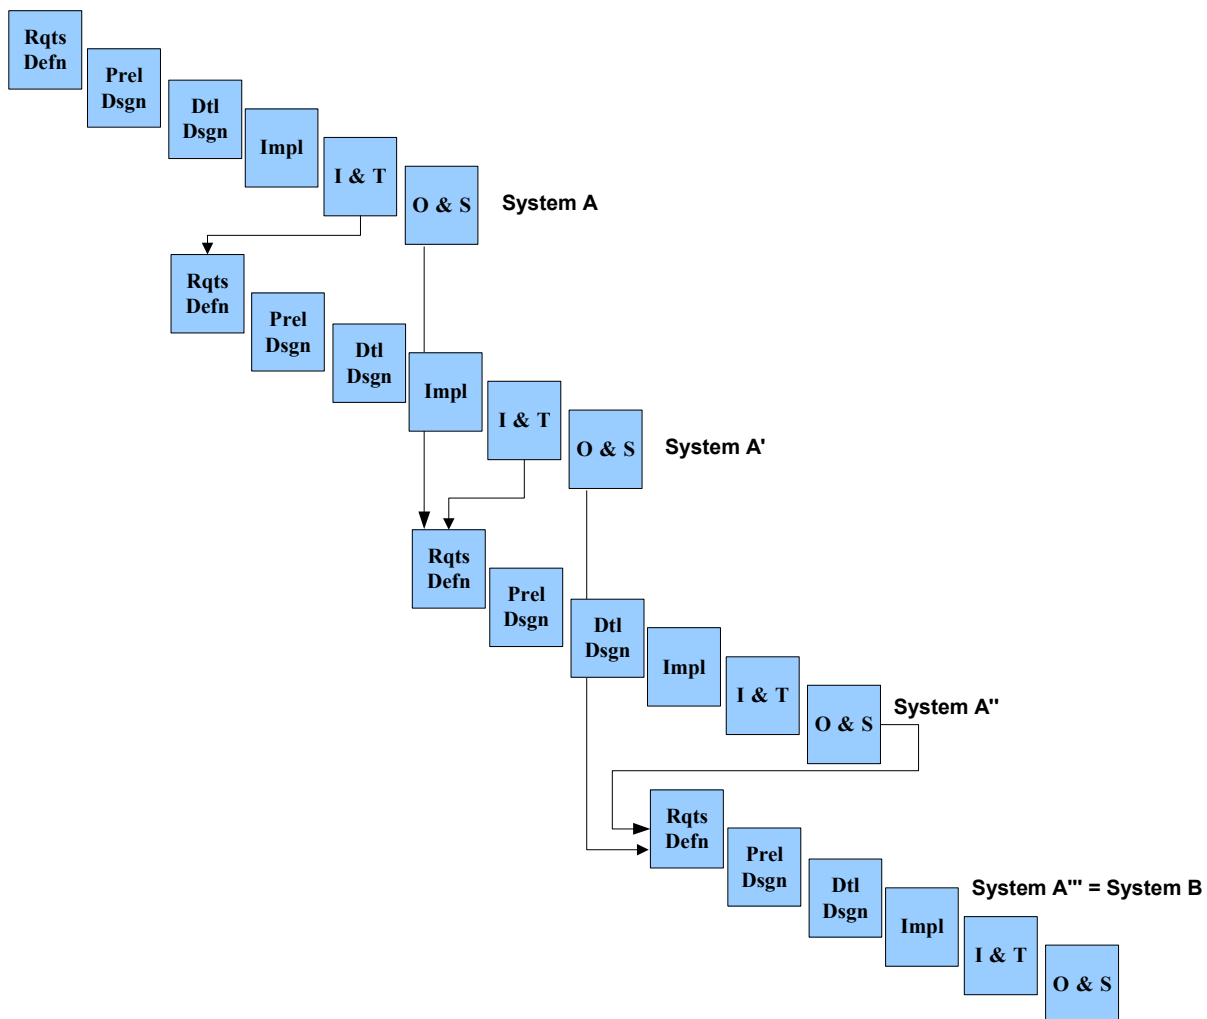 Rqts
Defn
Prel
Dsgn
Dtl
Dsgn
Impl
I & T
O & S
System A
Rqts
Defn
Prel
Dsgn
Dtl
Dsgn
Impl
I & T
O & S
System A'
Rqts
Defn
Prel
Dsgn
Dtl
Dsgn
Impl
I & T
O & S
System A''
Rqts
Defn
Prel
Dsgn
Dtl
Dsgn
Impl
I & T
O & S
System A''' = System B